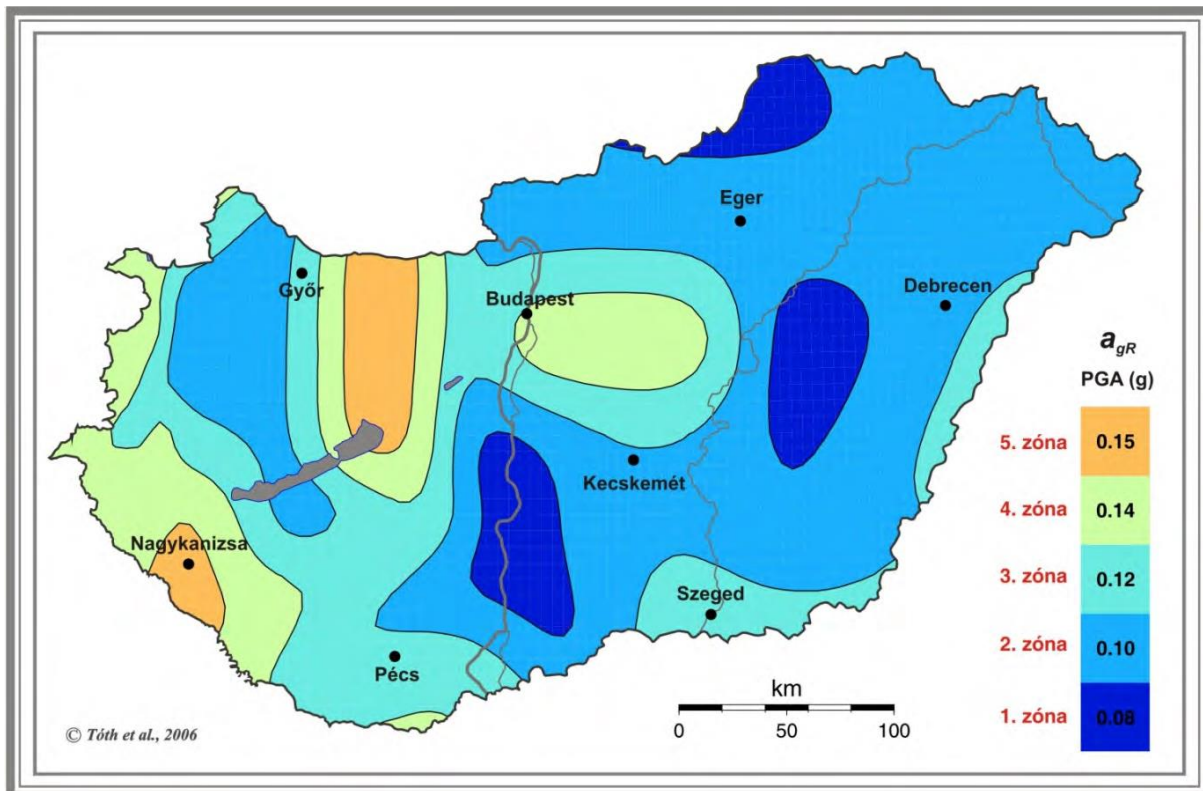 Eger
Győr
Budapest
Debrecen
a_gR
PGA (g)
5. zóna 0.15
Kecskemét
4. zóna 0.14
Nagykanizsa
3. zóna 0.12
Szeged
Pécs
2. zóna 0.10
km
1. zóna 0.08
0 50 100
© Tóth et al., 2006